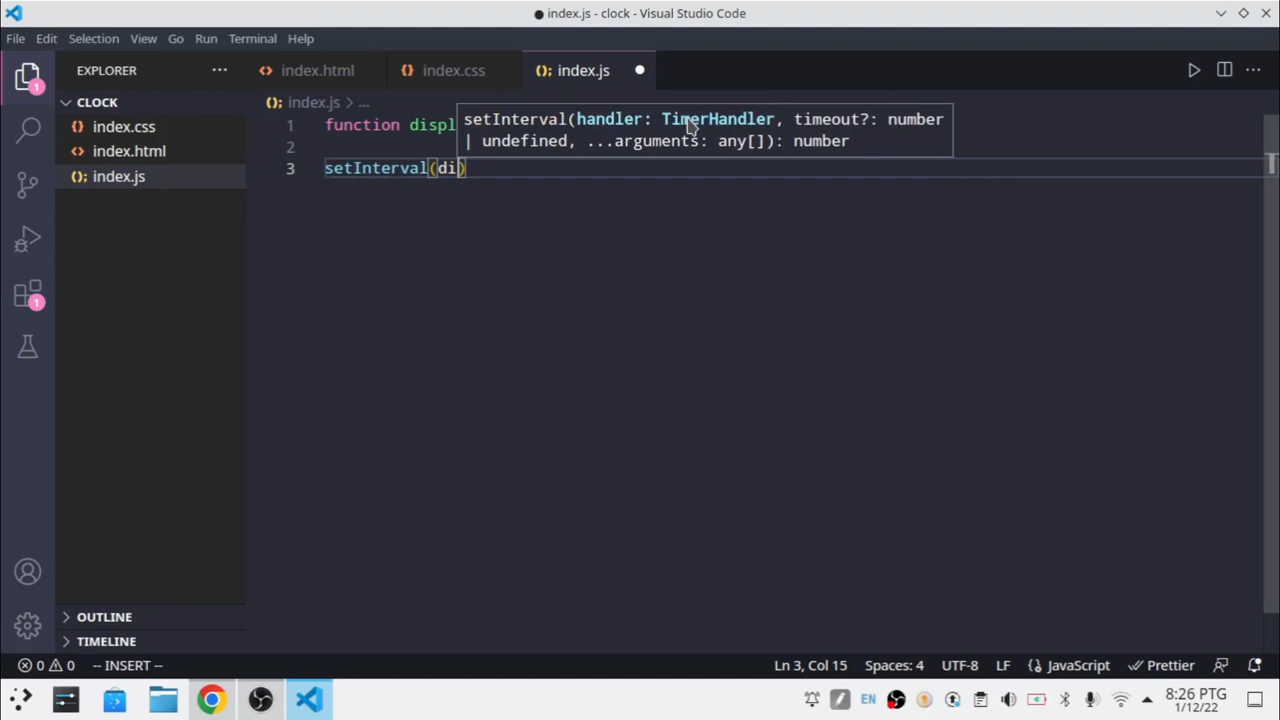 index.js - clock - Visual Studio Code
File Edit Selection View Go Run Terminal Help
EXPLORER
index.html
index.css
index.js
CLOCK
index.css
index.html
index.js
index.js > ...
1 function displ
2
3 setInterval(di)
setInterval(handler: TimerHandler, timeout?: number
| undefined, ...arguments: any[]): number
1
1
OUTLINE
TIMELINE
0 0 -- INSERT -- Ln 3, Col 15 Spaces: 4 UTF-8 LF JavaScript Prettier
EN 8:26 PTG
1/12/22